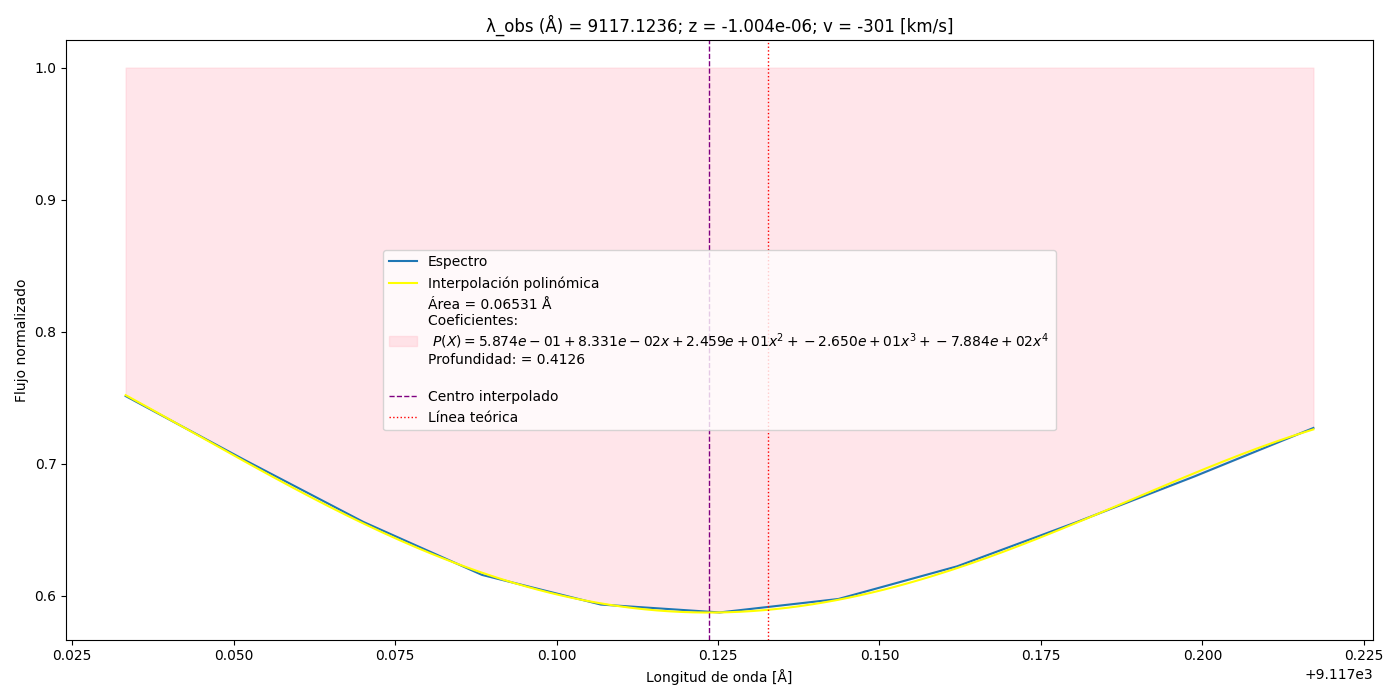 λ_obs (Å) = 9117.1236; z = -1.004e-06; v = -301 [km/s]
Flujo normalizado
1.0
0.9
0.8
0.7
0.6
Espectro
Interpolación polinómica
Área = 0.06531 Å
Coeficientes:
P(X) = 5.874e − 01 + 8.331e − 02x + 2.459e + 01x² + −2.650e + 01x³ + −7.884e + 02x⁴
Profundidad: = 0.4126
Centro interpolado
Línea teórica
0.025 0.050 0.075 0.100 0.125 0.150 0.175 0.200 0.225
Longitud de onda [Å]
+9.117e3